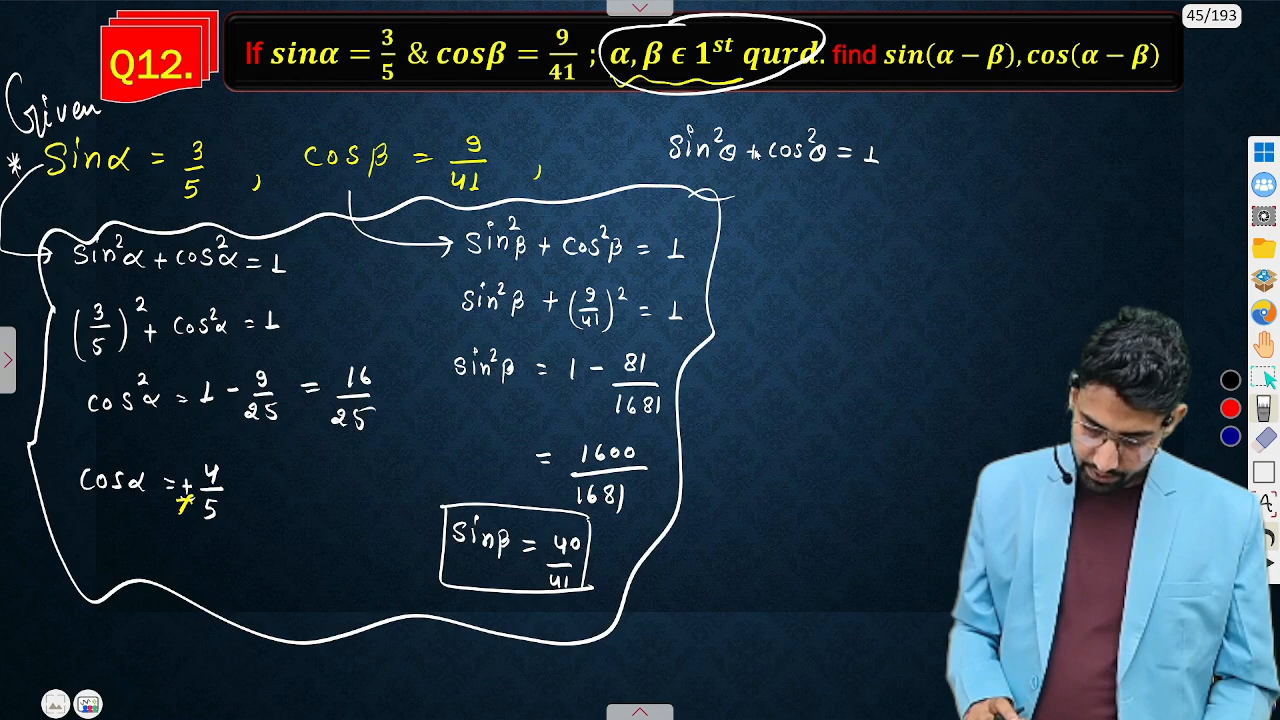 45/193
Q12.
If sinα = 3/5 & cosβ = 9/41 ; α, β ϵ 1ˢᵗ qurd. find sin(α − β), cos(α − β)
Given
* Sinα = 3/5 , cosβ = 9/41 ,
Sin²θ + cos²θ = 1
Sin²α + cos²α = 1
(3/5)² + cos²α = 1
cos²α = 1 - 9/25 = 16/25
cosα = + 4/5
Sin²β + cos²β = 1
Sin²β + (9/41)² = 1
Sin²β = 1 - 81/1681
= 1600/1681
Sinβ = 40/41